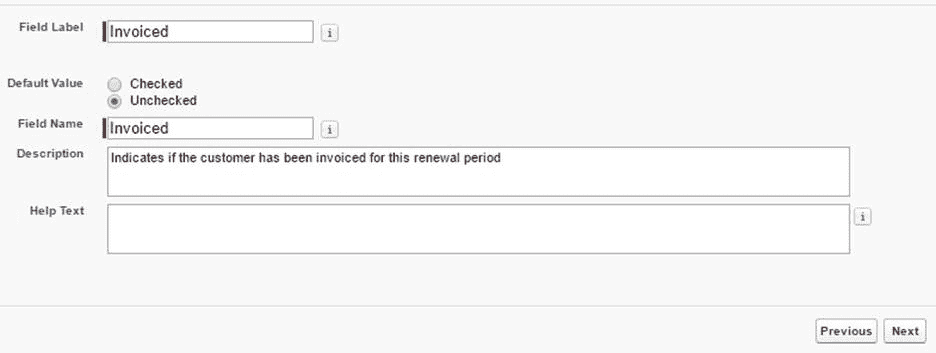 Field Label Invoiced i
Default Value Checked
Unchecked
Field Name Invoiced i
Description Indicates if the customer has been invoiced for this renewal period
Help Text i
Previous Next